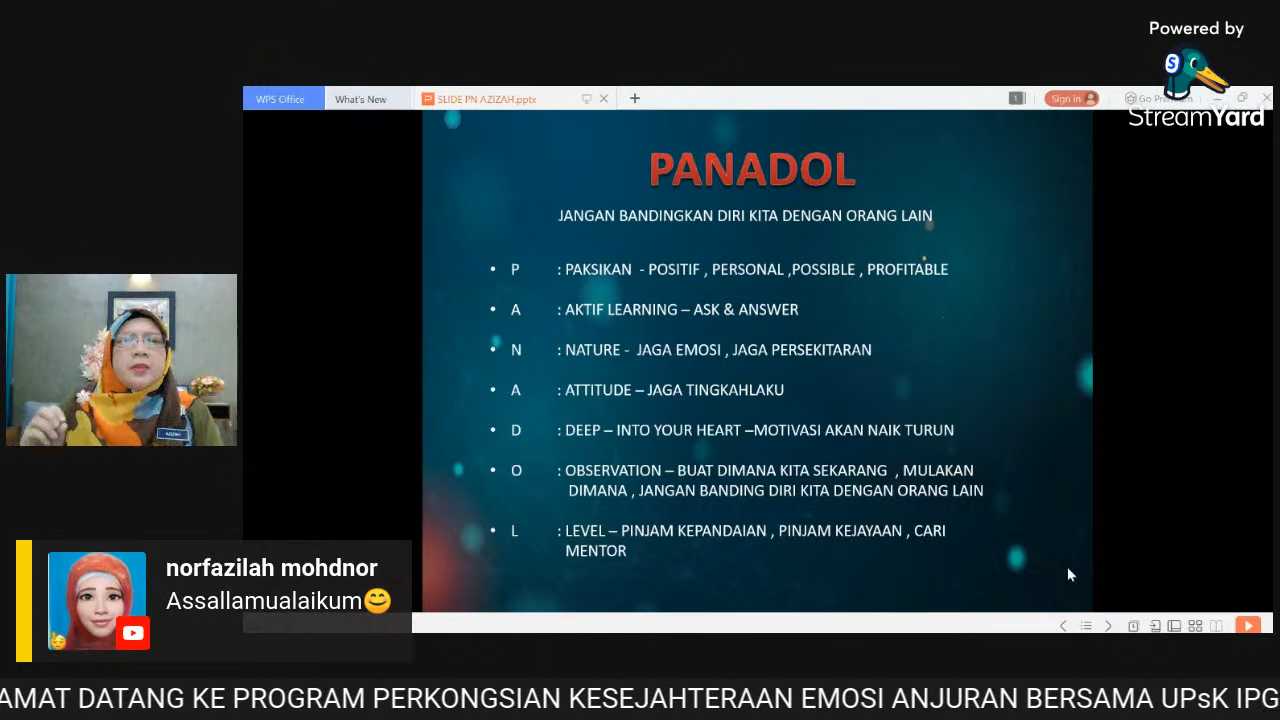 Powered by
StreamYard
WPS Office
What's New
SLIDE PN AZIZAH.pptx
1
Sign in
Go Premium
PANADOL
JANGAN BANDINGKAN DIRI KITA DENGAN ORANG LAIN
• P : PAKSIKAN - POSITIF , PERSONAL ,POSSIBLE , PROFITABLE
• A : AKTIF LEARNING – ASK & ANSWER
• N : NATURE - JAGA EMOSI , JAGA PERSEKITARAN
• A : ATTITUDE – JAGA TINGKAHLAKU
• D : DEEP – INTO YOUR HEART –MOTIVASI AKAN NAIK TURUN
• O : OBSERVATION – BUAT DIMANA KITA SEKARANG , MULAKAN
DIMANA , JANGAN BANDING DIRI KITA DENGAN ORANG LAIN
• L : LEVEL – PINJAM KEPANDAIAN , PINJAM KEJAYAAN , CARI
MENTOR
AZIZAH
norfazilah mohdnor
Assallamualaikum😊
AMAT DATANG KE PROGRAM PERKONGSIAN KESEJAHTERAAN EMOSI ANJURAN BERSAMA UPsK IPG